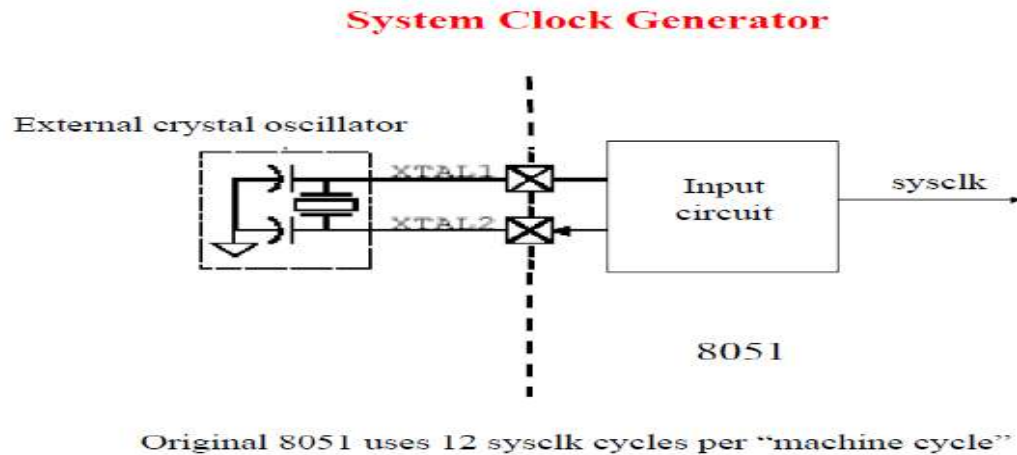 System Clock Generator
External crystal oscillator
XTAL1
XTAL2
Input
circuit
sysclk
8051
Original 8051 uses 12 sysclk cycles per “machine cycle”